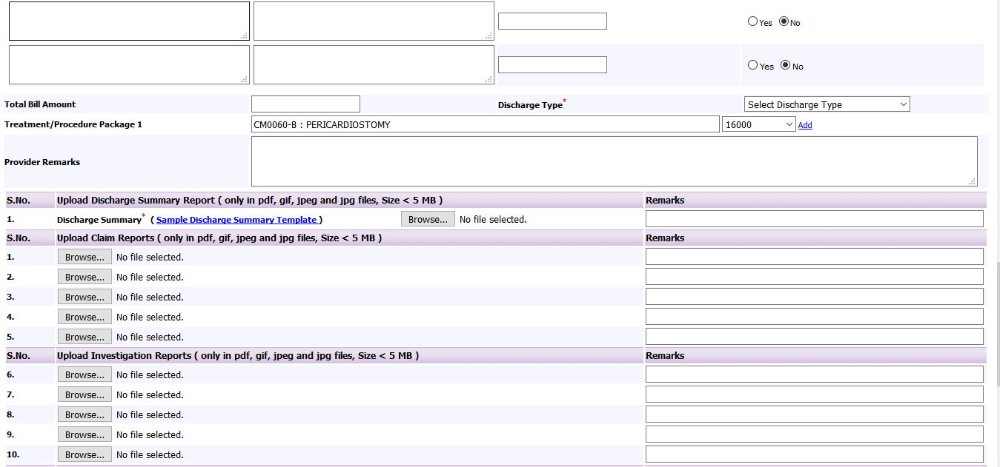 Yes No
Yes No
Total Bill Amount Discharge Type* Select Discharge Type
Treatment/Procedure Package 1 CM0060-B : PERICARDIOSTOMY 16000 Add
Provider Remarks
S.No. Upload Discharge Summary Report ( only in pdf, gif, jpeg and jpg files, Size < 5 MB ) Remarks
1. Discharge Summary* ( Sample Discharge Summary Template ) Browse... No file selected.
S.No. Upload Claim Reports ( only in pdf, gif, jpeg and jpg files, Size < 5 MB ) Remarks
1. Browse... No file selected.
2. Browse... No file selected.
3. Browse... No file selected.
4. Browse... No file selected.
5. Browse... No file selected.
S.No. Upload Investigation Reports ( only in pdf, gif, jpeg and jpg files, Size < 5 MB ) Remarks
6. Browse... No file selected.
7. Browse... No file selected.
8. Browse... No file selected.
9. Browse... No file selected.
10. Browse... No file selected.